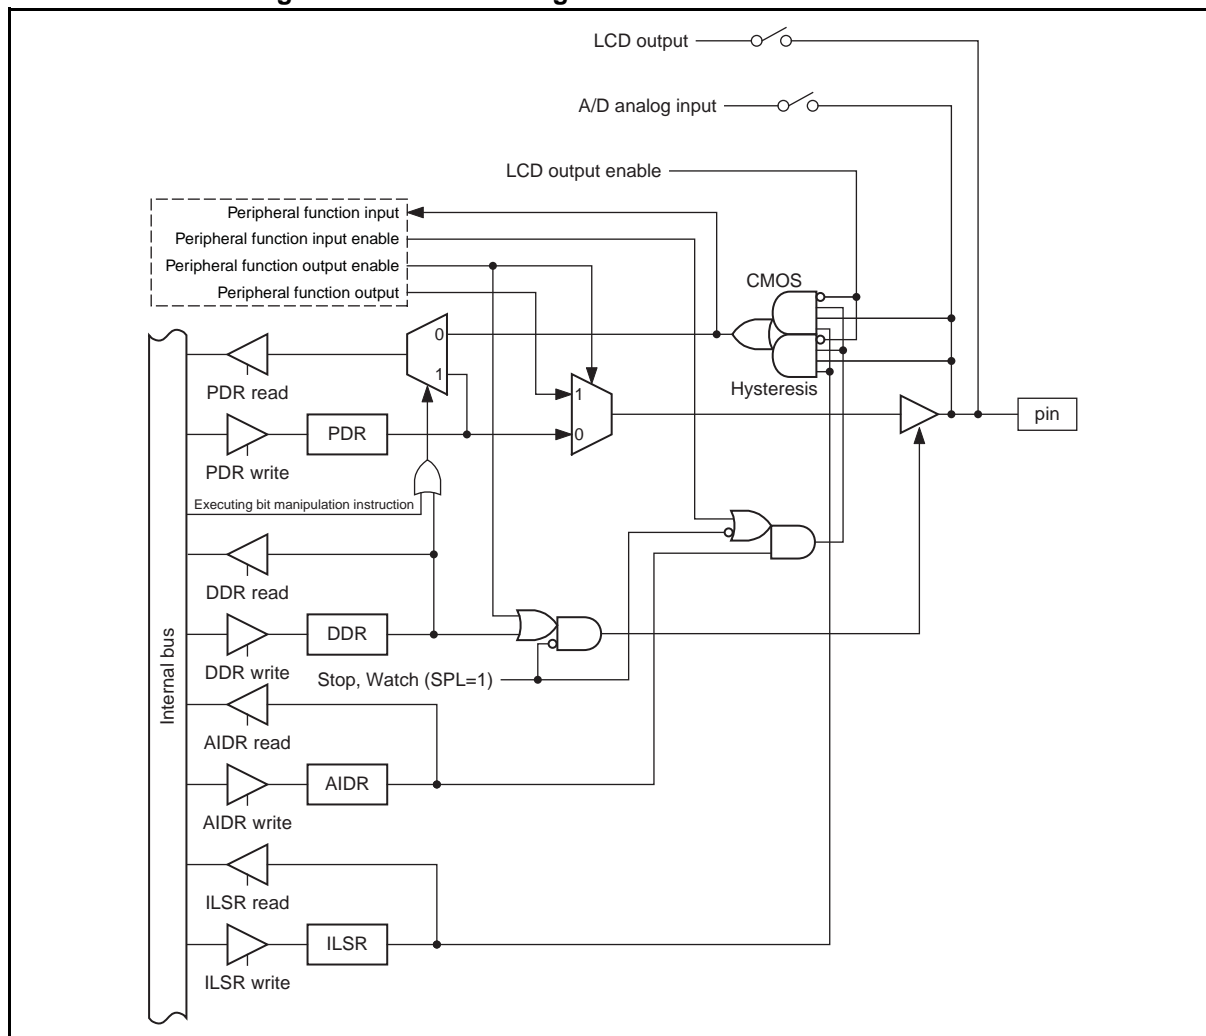 LCD output
A/D analog input
LCD output enable
Peripheral function input
Peripheral function input enable
Peripheral function output enable
Peripheral function output
CMOS
0
1
Hysteresis
PDR read
1
0
pin
PDR
PDR write
Executing bit manipulation instruction
DDR read
DDR
DDR write
Stop, Watch (SPL=1)
Internal bus
AIDR read
AIDR
AIDR write
ILSR read
ILSR
ILSR write